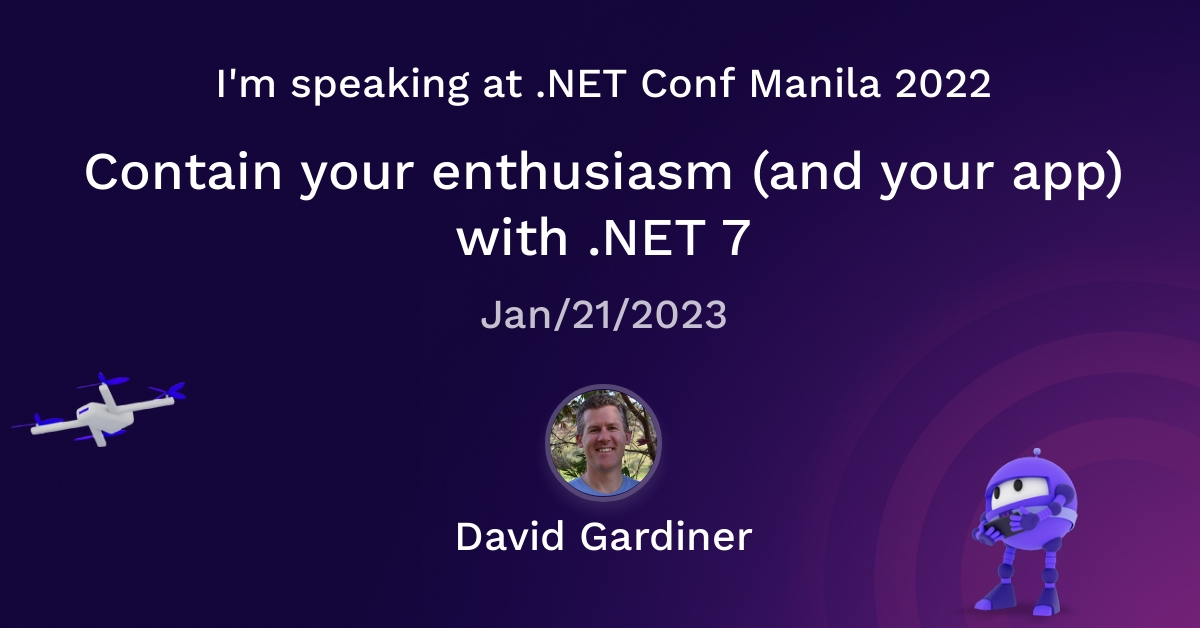 I'm speaking at .NET Conf Manila 2022
Contain your enthusiasm (and your app)
with .NET 7
Jan/21/2023
David Gardiner